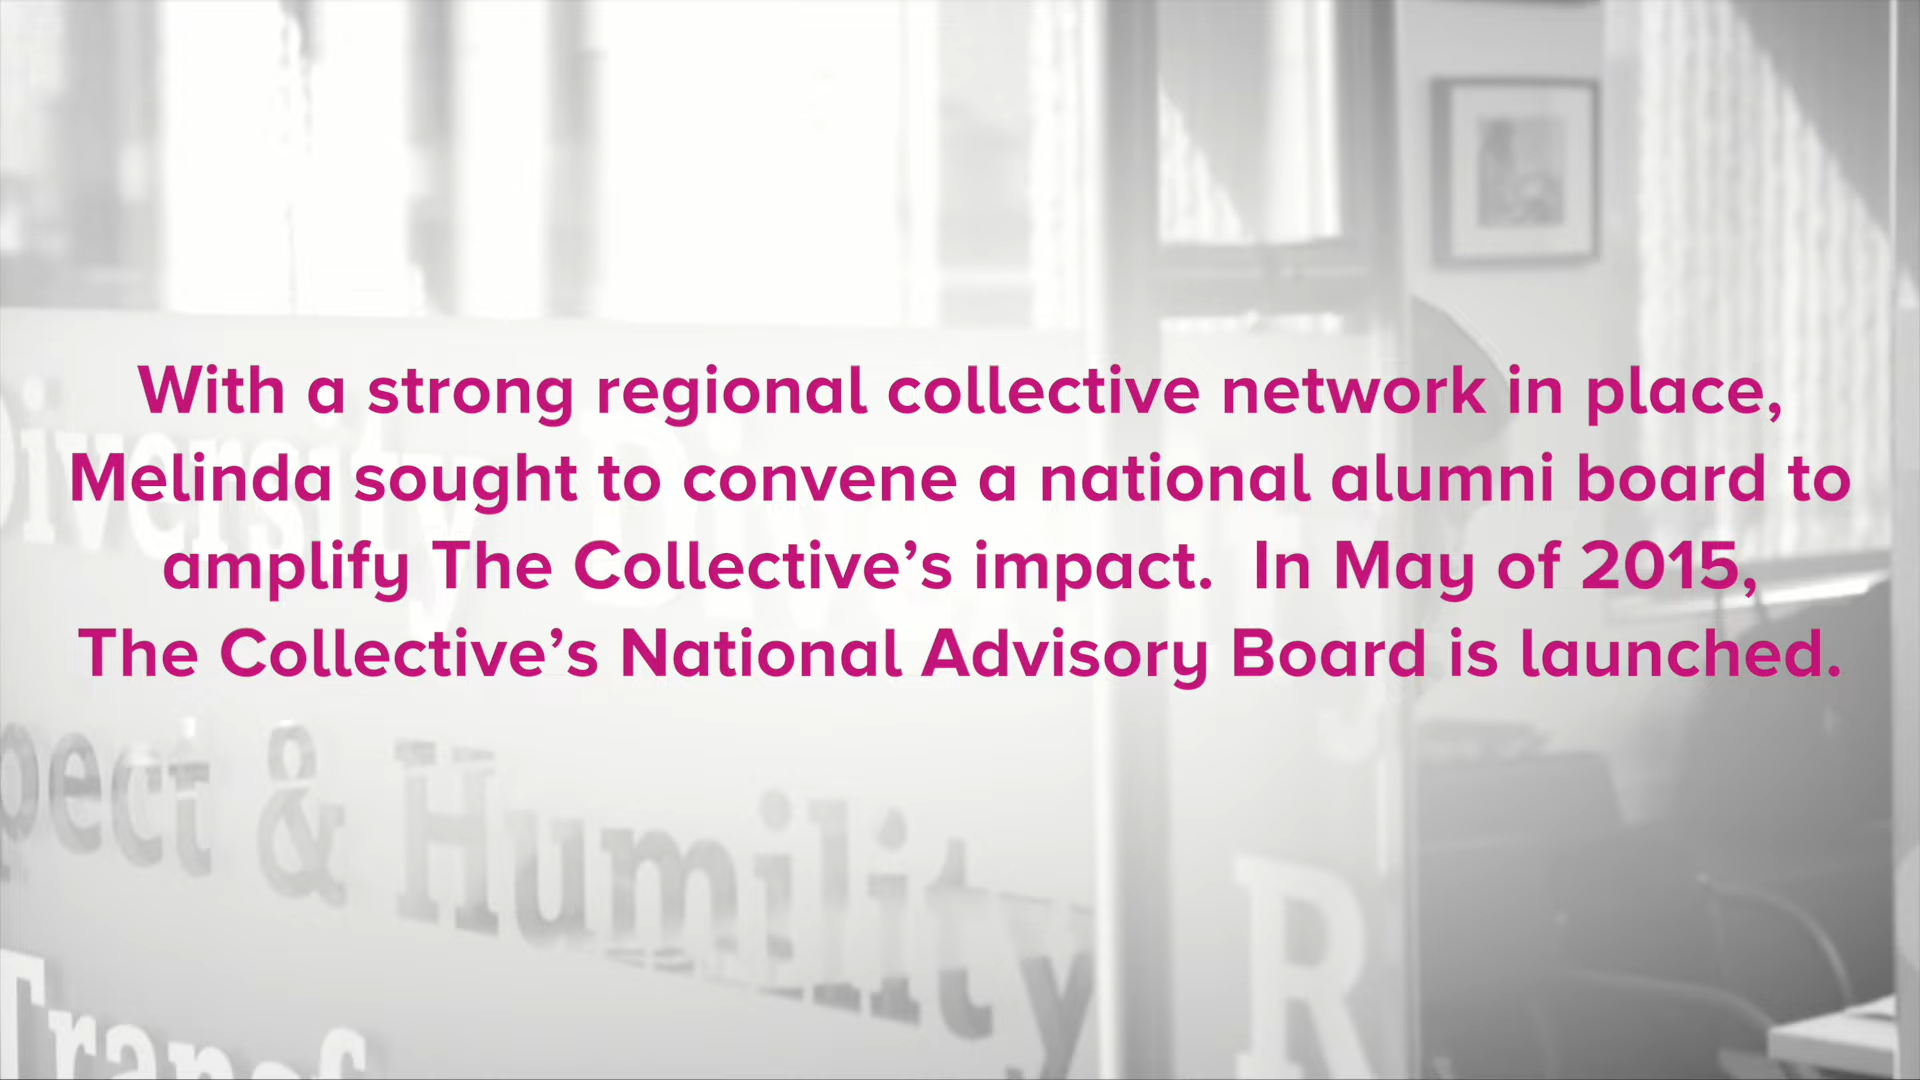 With a strong regional collective network in place,
Melinda sought to convene a national alumni board to
amplify The Collective’s impact.  In May of 2015,
The Collective’s National Advisory Board is launched.
Diversity
& Humility
R